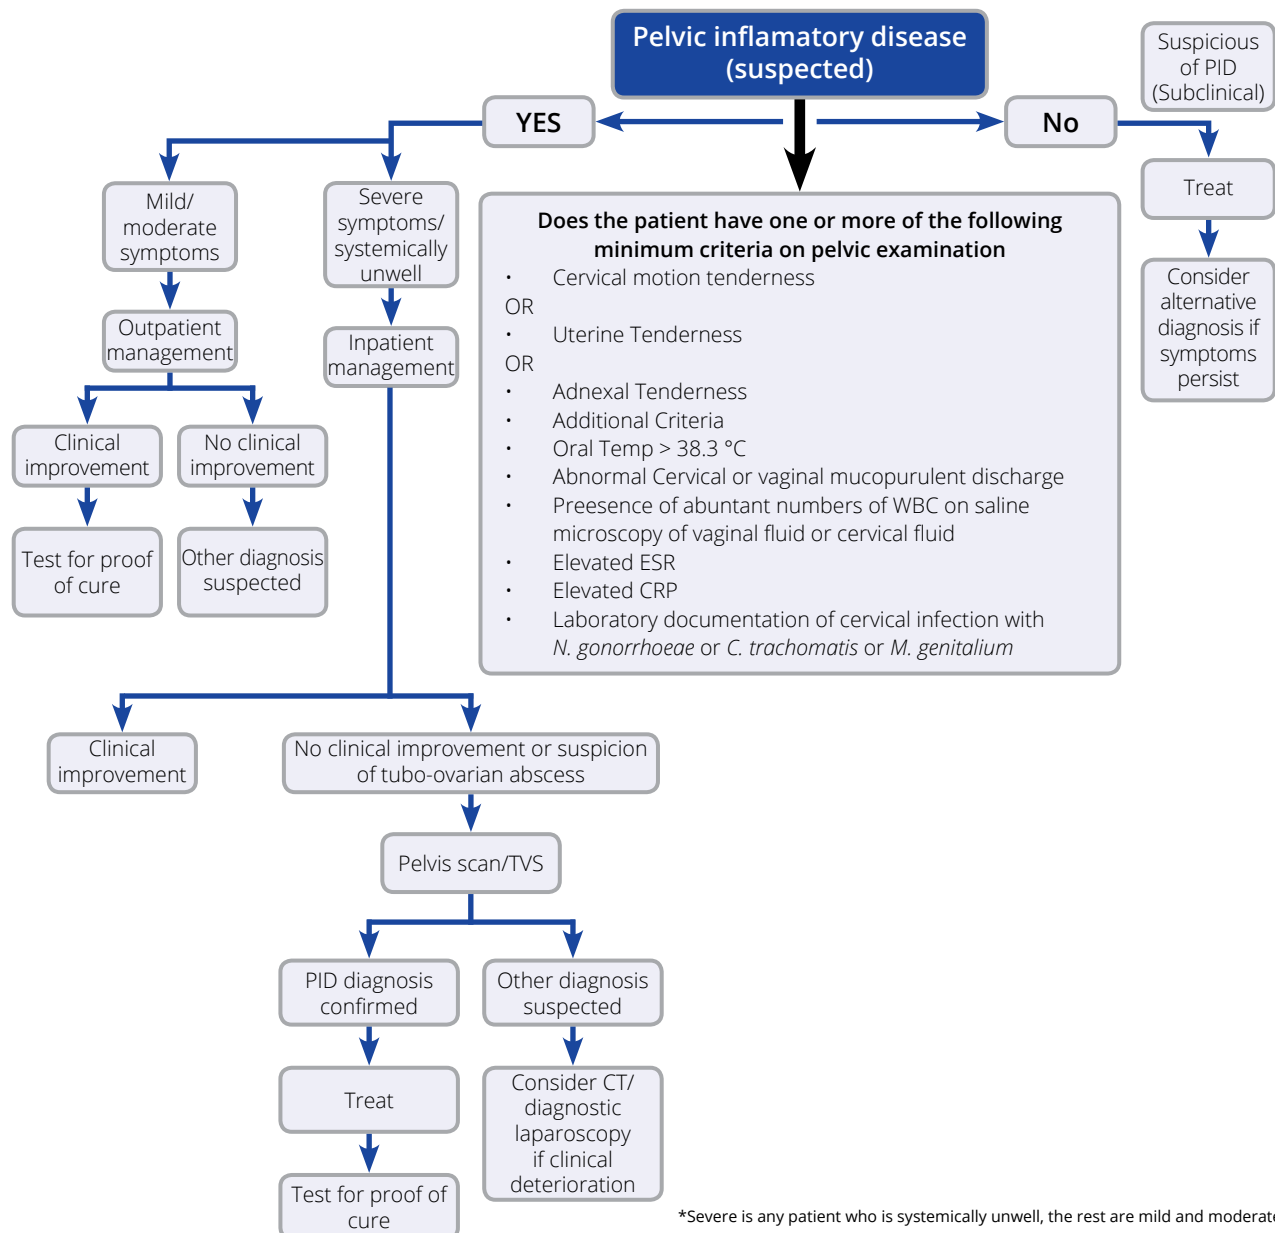 Pelvic inflamatory disease
(suspected)
Suspicious
of PID
(Subclinical)
YES
No
Mild/
moderate
symptoms
Severe
symptoms/
systemically
unwell
Treat
Does the patient have one or more of the following
minimum criteria on pelvic examination
· Cervical motion tenderness
OR
· Uterine Tenderness
OR
· Adnexal Tenderness
· Additional Criteria
· Oral Temp > 38.3 °C
· Abnormal Cervical or vaginal mucopurulent discharge
· Preesence of abuntant numbers of WBC on saline
microscopy of vaginal fluid or cervical fluid
· Elevated ESR
· Elevated CRP
· Laboratory documentation of cervical infection with
N. gonorrhoeae or C. trachomatis or M. genitalium
Consider
alternative
diagnosis if
symptoms
persist
Outpatient
management
Inpatient
management
Clinical
improvement
No clinical
improvement
Test for proof
of cure
Other diagnosis
suspected
Clinical
improvement
No clinical improvement or suspicion
of tubo-ovarian abscess
Pelvis scan/TVS
PID diagnosis
confirmed
Other diagnosis
suspected
Treat
Consider CT/
diagnostic
laparoscopy
if clinical
deterioration
Test for proof of
cure
*Severe is any patient who is systemically unwell, the rest are mild and moderate